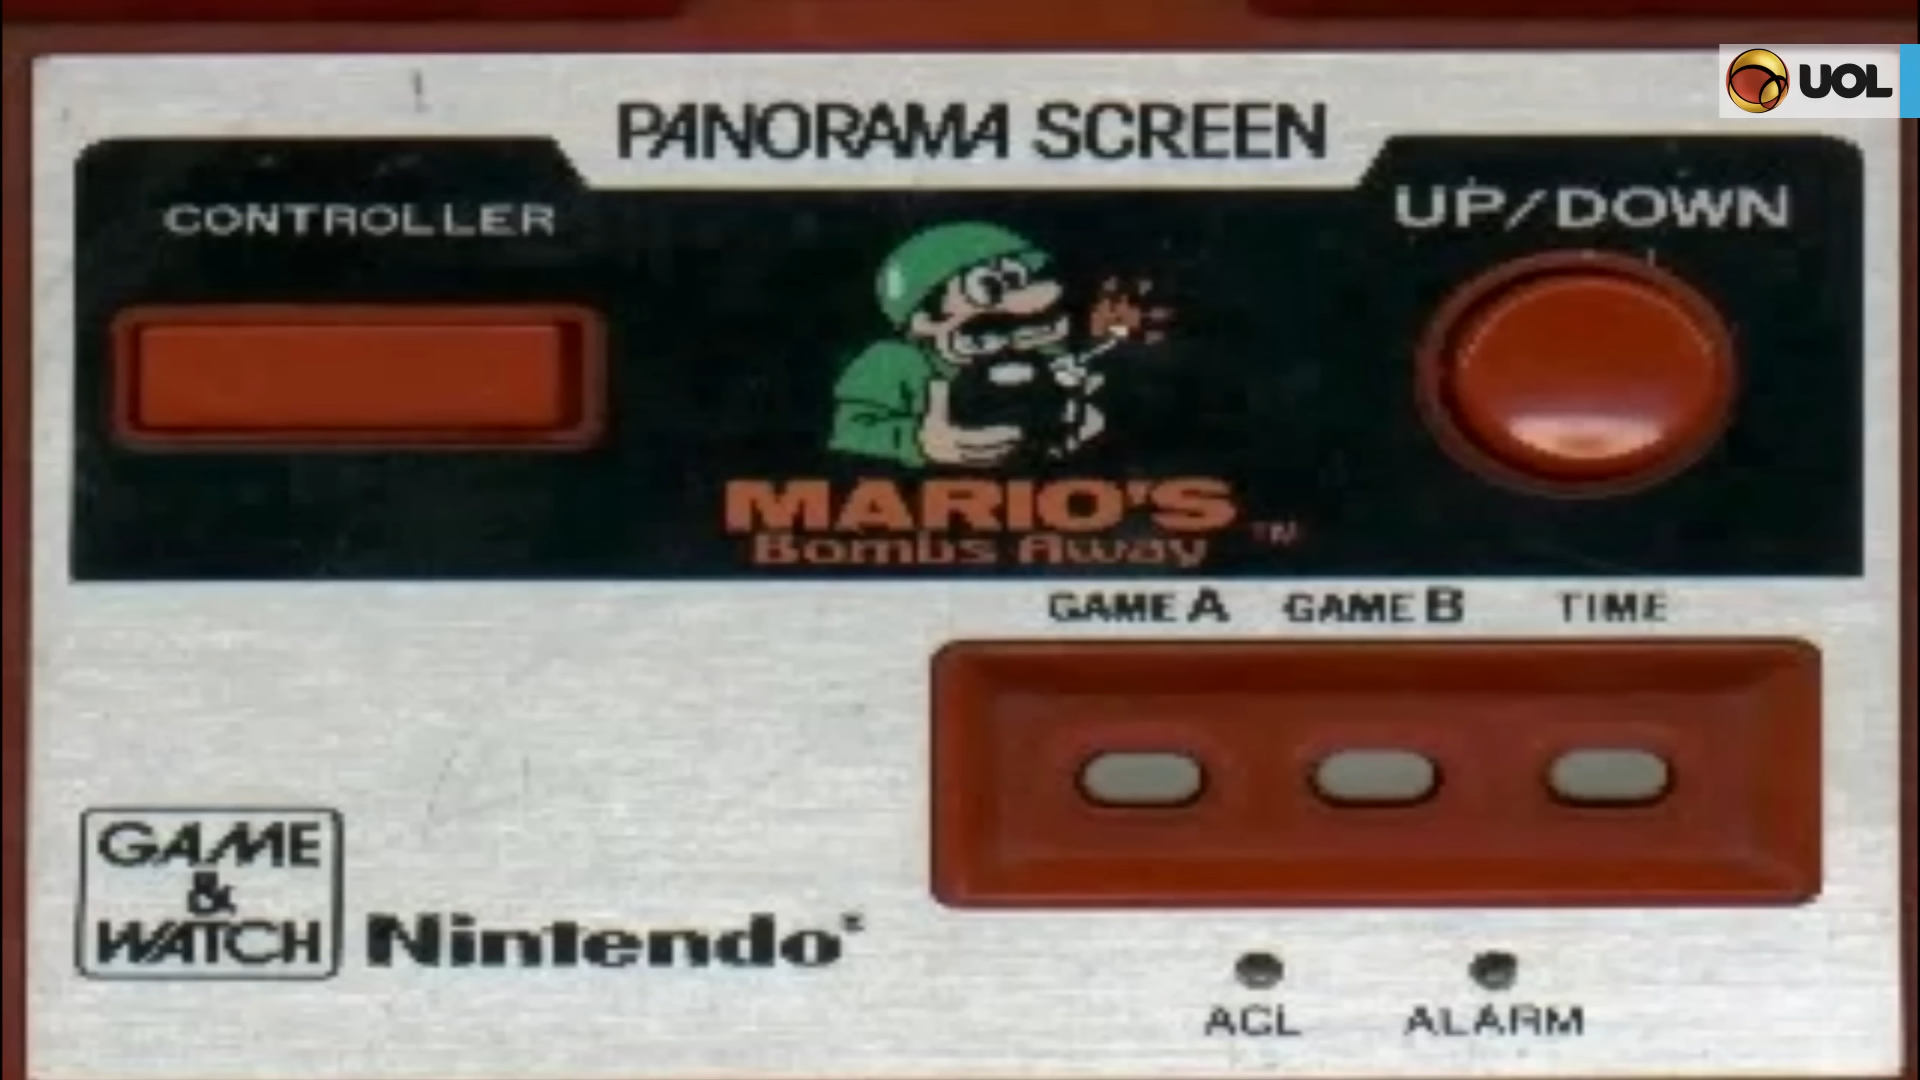 UOL
PANORAMA SCREEN
CONTROLLER
UP/DOWN
MARIO'S
Bombs Away TM
GAME A GAME B TIME
GAME
&
WATCH
Nintendo
ACL ALARM